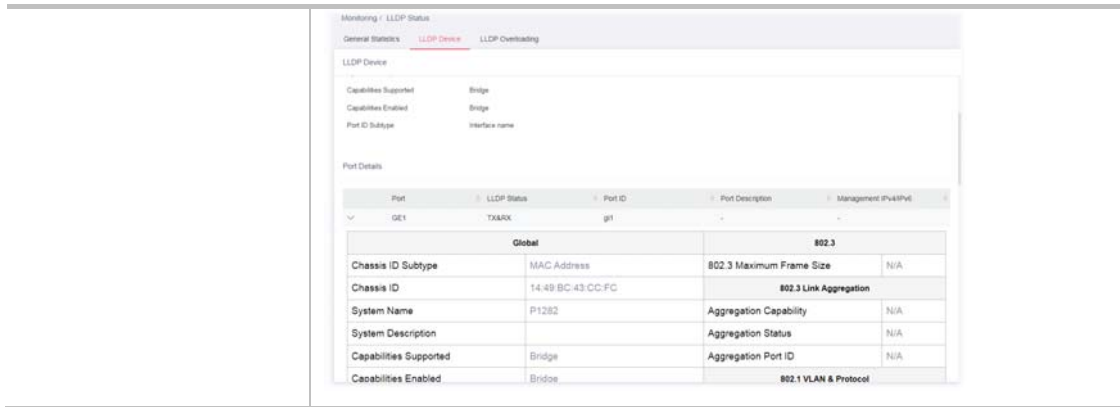 Monitoring / LLDP Status
General Statistics LLDP Device LLDP Overloading
LLDP Device
Capabilities Supported Bridge
Capabilities Enabled Bridge
Port ID Subtype Interface name
Port Details
Port LLDP Status Port ID Port Description Management IPv4/IPv6
GE1 TX&RX gi1 - -
Global 802.3
Chassis ID Subtype MAC Address 802.3 Maximum Frame Size N/A
Chassis ID 14:49:BC:43:CC:FC 802.3 Link Aggregation
System Name P1282 Aggregation Capability N/A
System Description Aggregation Status N/A
Capabilities Supported Bridge Aggregation Port ID N/A
Capabilities Enabled Bridge 802.1 VLAN & Protocol